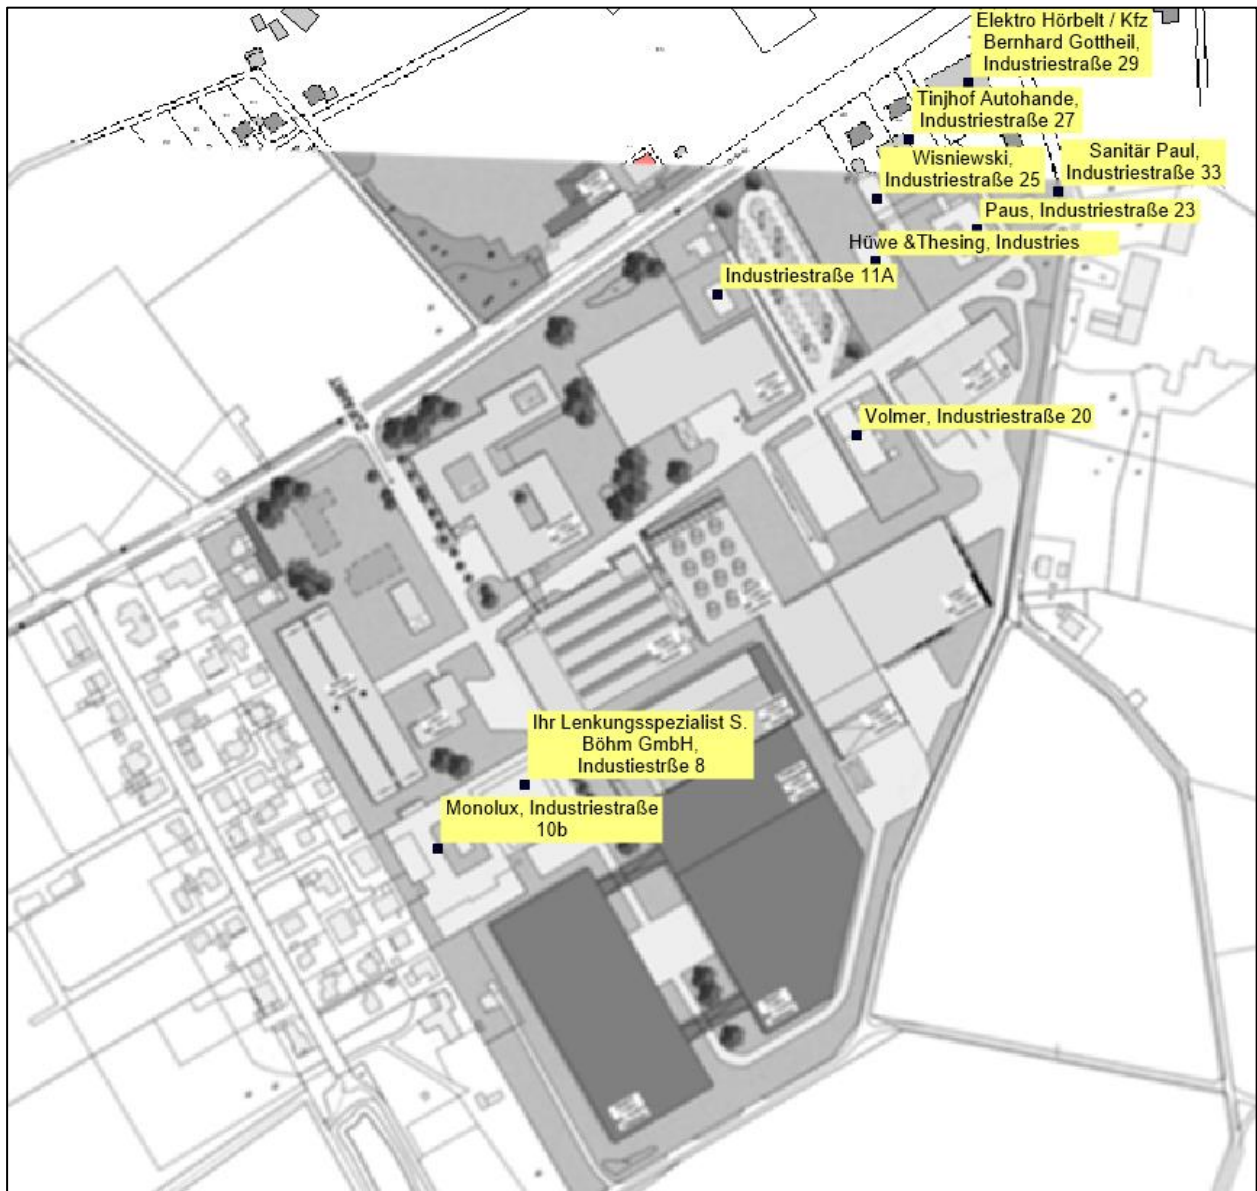 Elektro Hörbelt / Kfz
Bernhard Gottheil,
Industriestraße 29
Tinjhof Autohande,
Industriestraße 27
Wisniewski,
Industriestraße 25
Sanitär Paul,
Industriestraße 33
Paus, Industriestraße 23
Hüwe &Thesing, Industries
Industriestraße 11A
Volmer, Industriestraße 20
Ihr Lenkungsspezialist S.
Böhm GmbH,
Industiestrße 8
Monolux, Industriestraße
10b